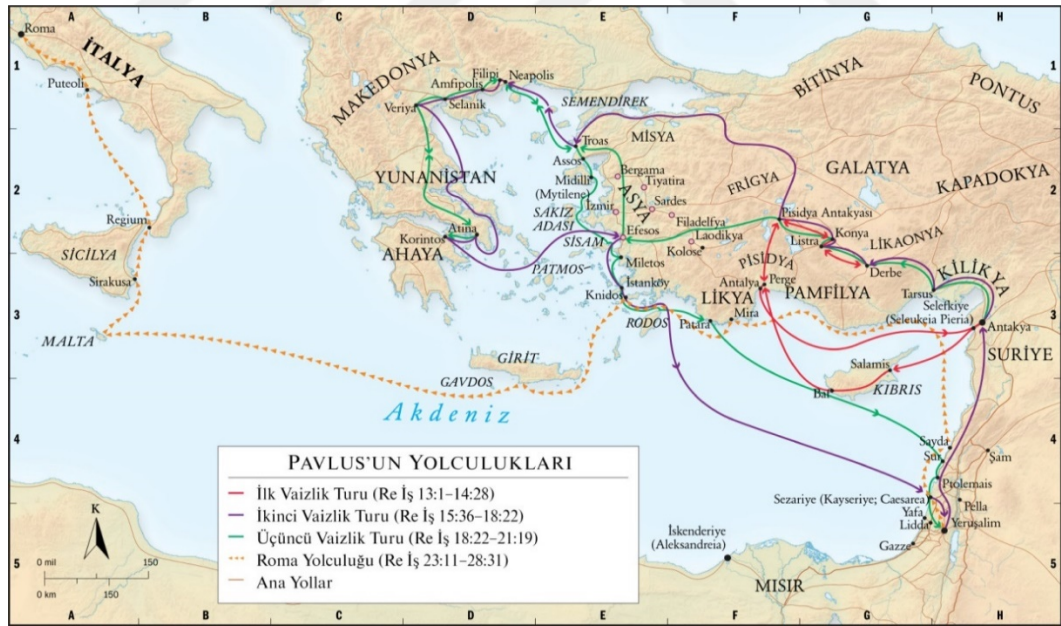 A B C D E F G H
1 1
2 2
3 3
4 4
5 5
Roma
İTALYA
Puteoli
Regium
SİCİLYA
Sirakusa
MALTA
MAKEDONYA
Filipi
Neapolis
Amfipolis
Selanik
Veriya
SEMENDİREK
YUNANİSTAN
Atina
Korintos
AHAYA
BİTİNYA
PONTUS
MİSYA
Troas
Assos
Midilli
(Mytilene)
Bergama
Tiyatira
ASYA
Sardes
İzmir
Filadelfya
SAKIZ
ADASI
Efesos
Laodikya
Kolose
SİSAM
Miletos
PATMOS
İstanköy
Knidos
RODOS
FRİGYA
GALATYA
KAPADOKYA
Pisidya Antakyası
Konya
Listra
LİKAONYA
Derbe
PİSİDYA
Antalya
Perge
LİKYA
PAMFİLYA
Patara
Mira
KİLİKYA
Tarsus
Selefkiye
(Seleukeia Pieria)
Antakya
SURİYE
Salamis
KIBRIS
Baf
GİRİT
GAVDOS
Akdeniz
Sayda
Sur
Şam
Ptolemais
Sezariye (Kayseriye; Caesarea)
Pella
Yafa
Lidda
Yeruşalim
Gazze
İskenderiye
(Aleksandreia)
MISIR
PAVLUS'UN YOLCULUKLARI
İlk Vaizlik Turu (Re İş 13:1–14:28)
İkinci Vaizlik Turu (Re İş 15:36–18:22)
Üçüncü Vaizlik Turu (Re İş 18:22–21:19)
Roma Yolculuğu (Re İş 23:11–28:31)
Ana Yollar
K
0 mil 150
0 km 150
A B C D E F G H